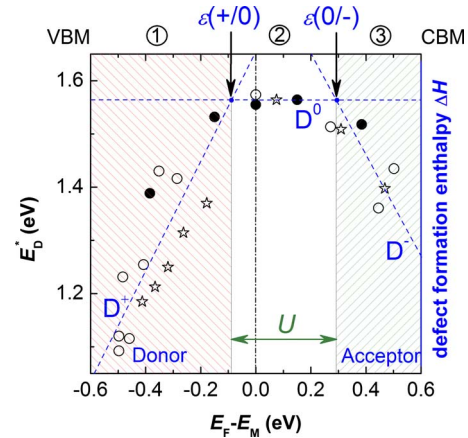 ε(+/0)
ε(0/-)
VBM
①
②
③
CBM
1.6
1.4
1.2
E*D (eV)
D0
D+
D-
U
Donor
Acceptor
defect formation enthalpy ΔH
-0.6
-0.4
-0.2
0.0
0.2
0.4
0.6
EF-EM (eV)